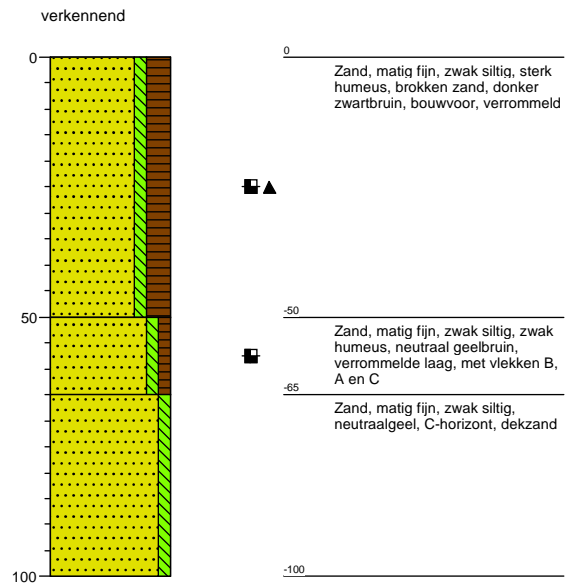 verkennend
0
0
Zand, matig fijn, zwak siltig, sterk
humeus, brokken zand, donker
zwartbruin, bouwvoor, verrommeld
50
-50
Zand, matig fijn, zwak siltig, zwak
humeus, neutraal geelbruin,
verrommelde laag, met vlekken B,
A en C
-65
Zand, matig fijn, zwak siltig,
neutraalgeel, C-horizont, dekzand
100
-100